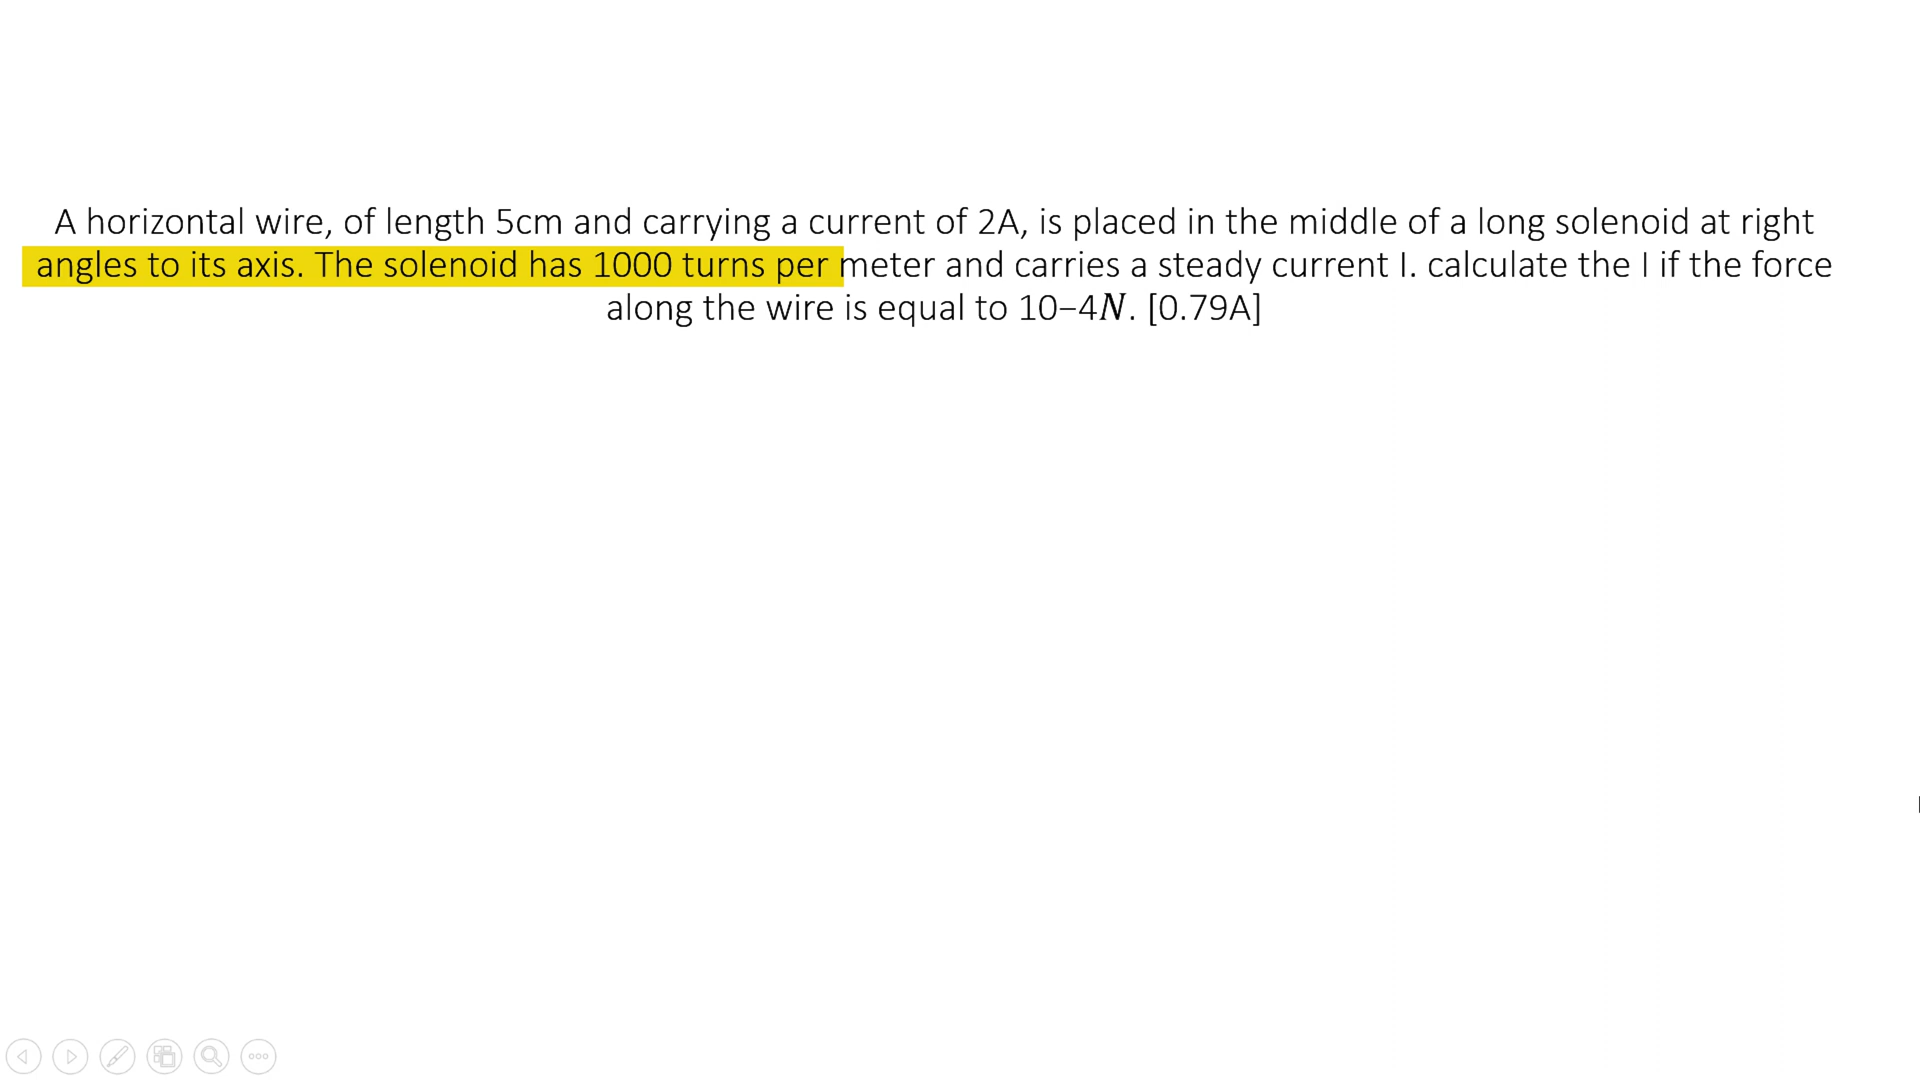 A horizontal wire, of length 5cm and carrying a current of 2A, is placed in the middle of a long solenoid at right
angles to its axis. The solenoid has 1000 turns per meter and carries a steady current I. calculate the I if the force
along the wire is equal to 10−4𝑵. [0.79A]